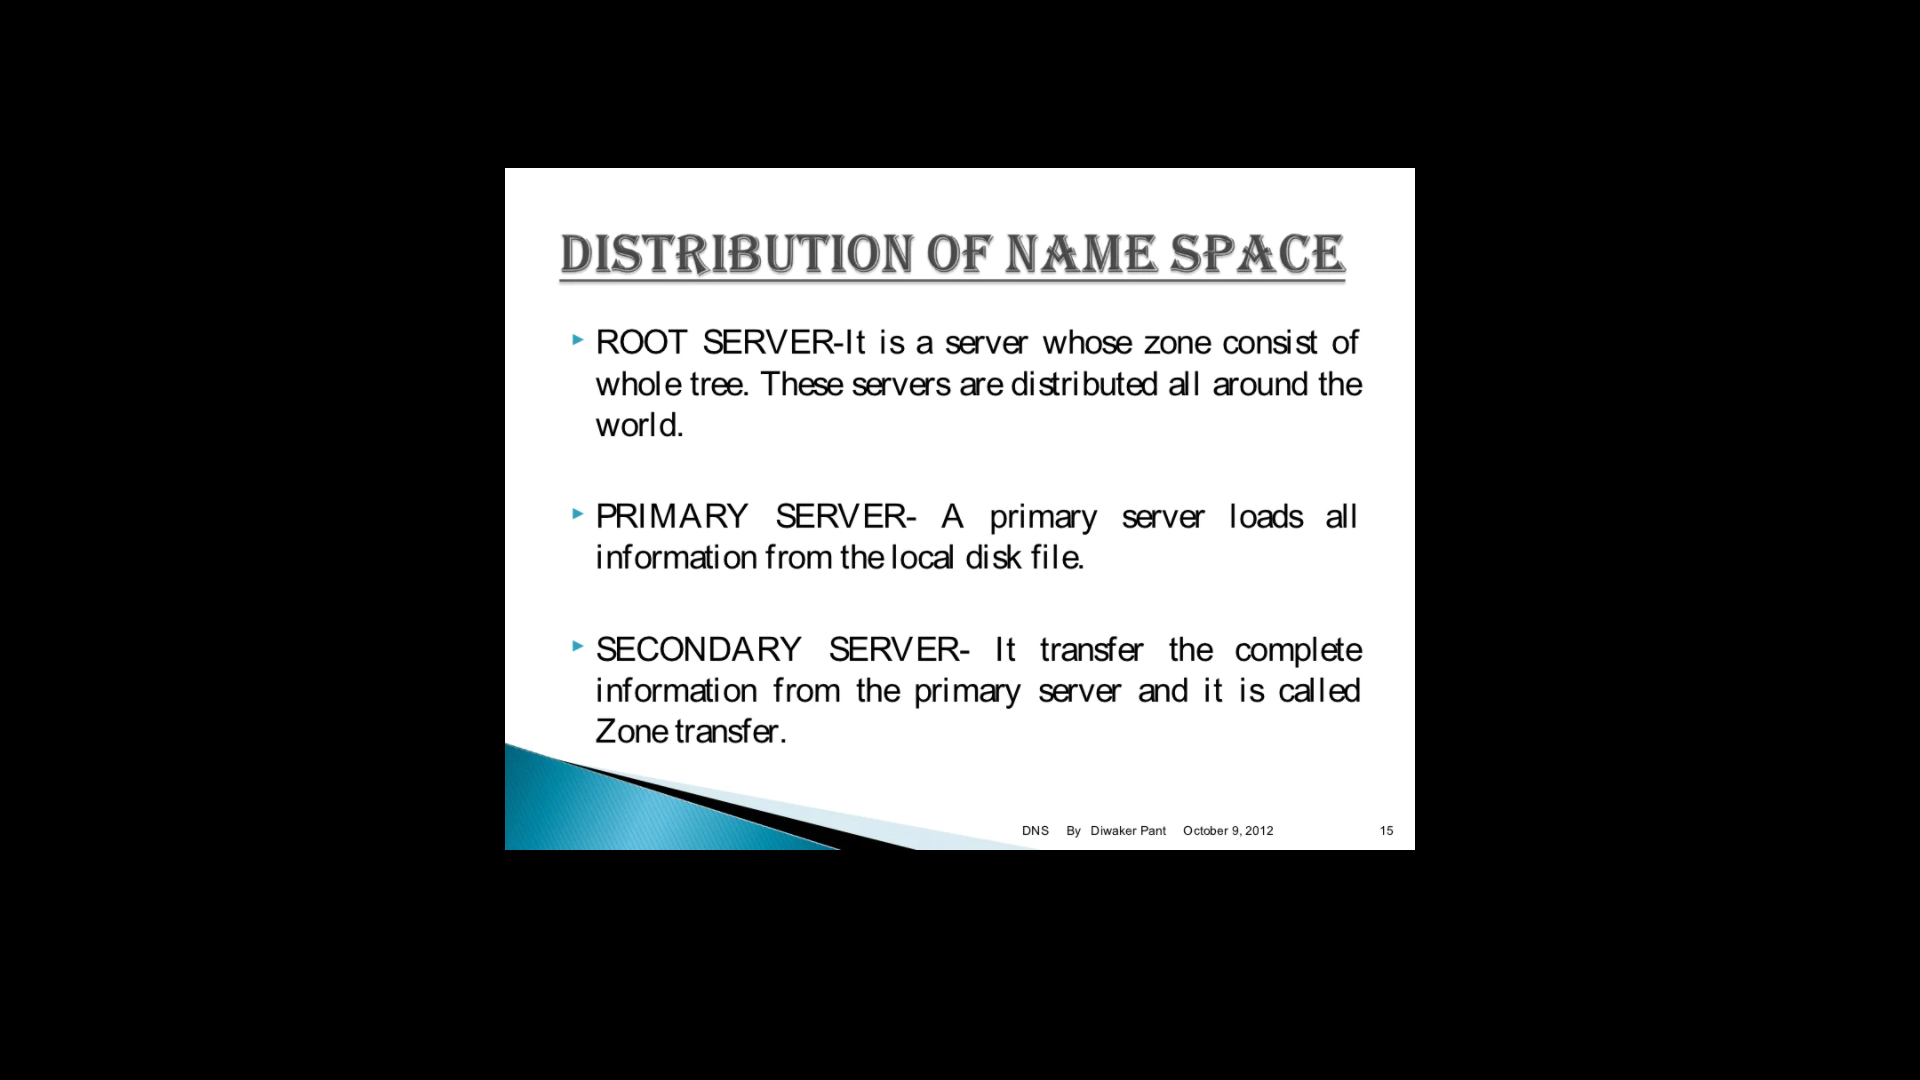 DISTRIBUTION OF NAME SPACE
ROOT SERVER-It is a server whose zone consist of
whole tree. These servers are distributed all around the
world.
PRIMARY SERVER- A primary server loads all
information from the local disk file.
SECONDARY SERVER- It transfer the complete
information from the primary server and it is called
Zone transfer.
DNS By Diwaker Pant October 9, 2012 15